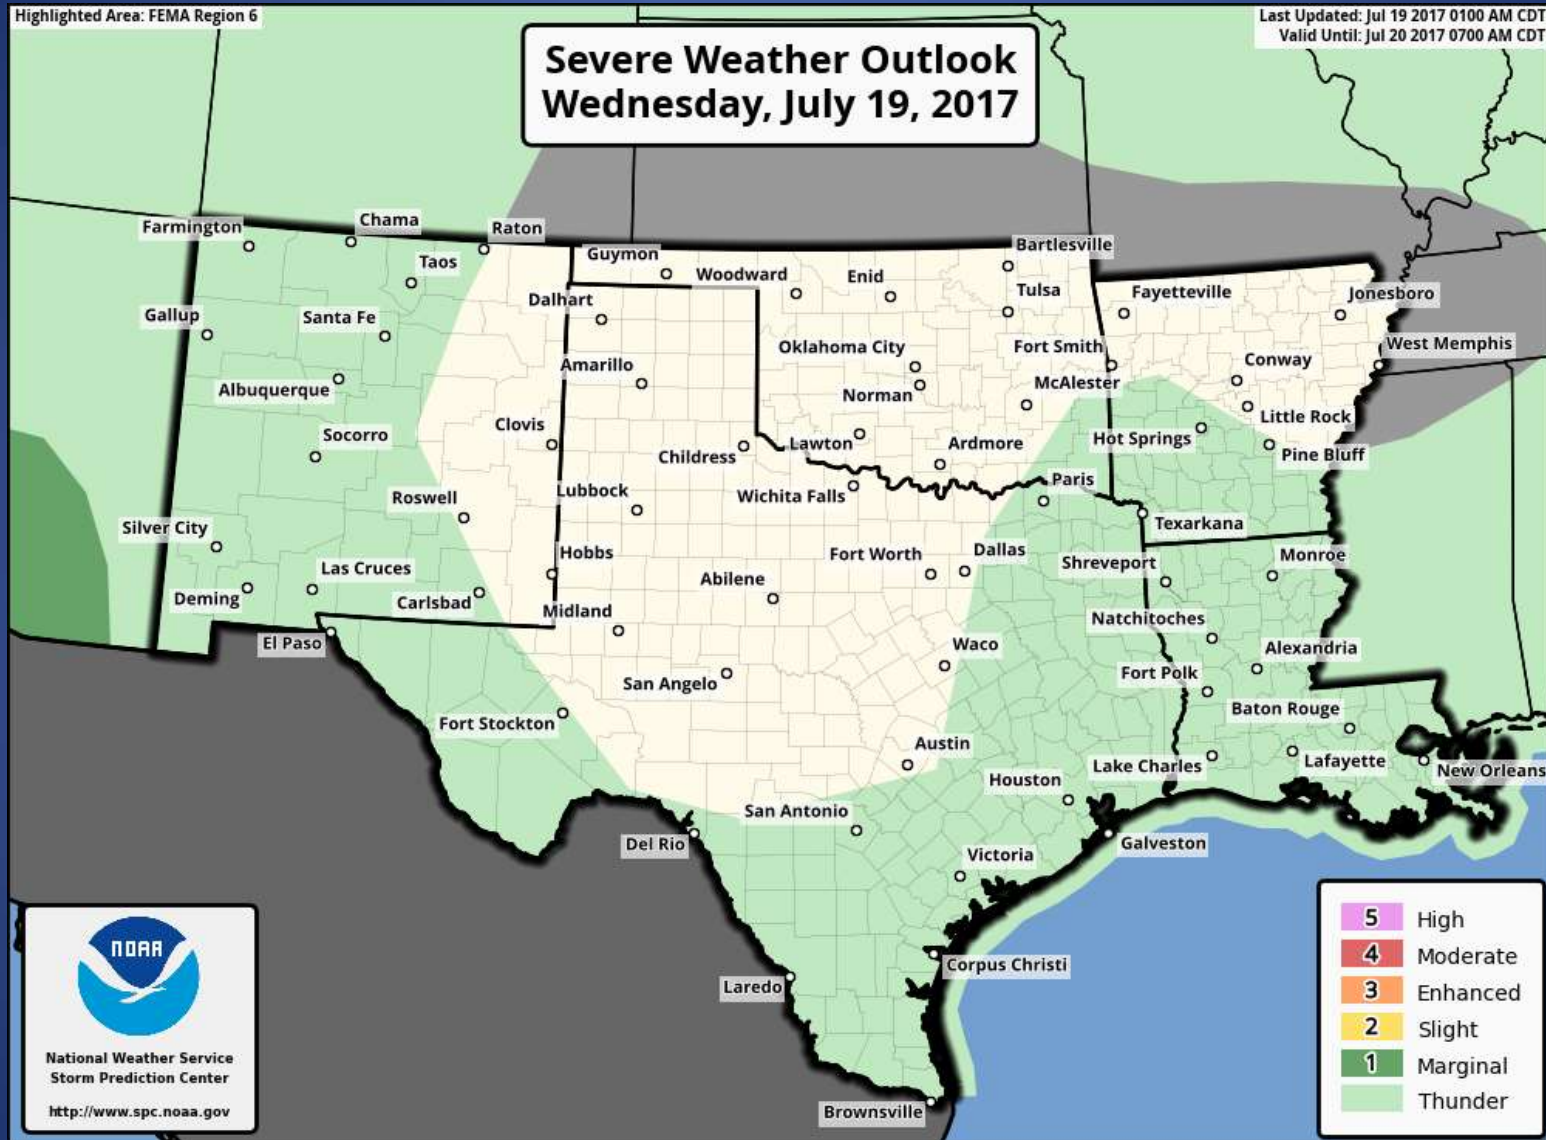 Highlighted Area: FEMA Region 6
Last Updated: Jul 19 2017 0100 AM CDT
Valid Until: Jul 20 2017 0700 AM CDT
Severe Weather Outlook
Wednesday, July 19, 2017
Farmington
Chama
Raton
Taos
Guymon
Woodward
Enid
Bartlesville
Tulsa
Fayetteville
Jonesboro
Gallup
Santa Fe
Dalhart
Albuquerque
Amarillo
Oklahoma City
Norman
Fort Smith
McAlester
Conway
West Memphis
Socorro
Clovis
Childress
Lawton
Ardmore
Hot Springs
Little Rock
Pine Bluff
Roswell
Lubbock
Wichita Falls
Paris
Texarkana
Silver City
Deming
Las Cruces
Carlsbad
Hobbs
Midland
Abilene
Fort Worth
Dallas
Shreveport
Monroe
El Paso
San Angelo
Waco
Natchitoches
Alexandria
Fort Polk
Fort Stockton
Austin
Houston
Lake Charles
Baton Rouge
Lafayette
New Orleans
San Antonio
Del Rio
Victoria
Galveston
Laredo
Corpus Christi
Brownsville
NOAA
National Weather Service
Storm Prediction Center
http://www.spc.noaa.gov
5 High
4 Moderate
3 Enhanced
2 Slight
1 Marginal
Thunder